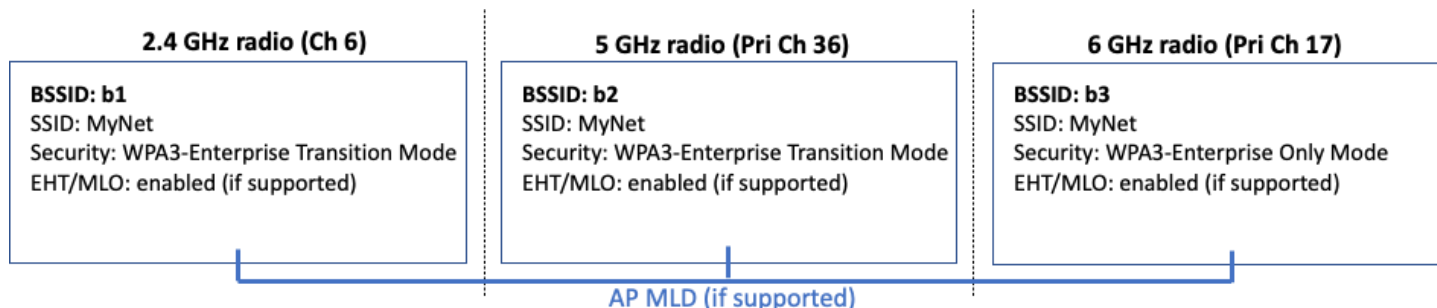 2.4 GHz radio (Ch 6)
BSSID: b1
SSID: MyNet
Security: WPA3-Enterprise Transition Mode
EHT/MLO: enabled (if supported)
5 GHz radio (Pri Ch 36)
BSSID: b2
SSID: MyNet
Security: WPA3-Enterprise Transition Mode
EHT/MLO: enabled (if supported)
6 GHz radio (Pri Ch 17)
BSSID: b3
SSID: MyNet
Security: WPA3-Enterprise Only Mode
EHT/MLO: enabled (if supported)
AP MLD (if supported)